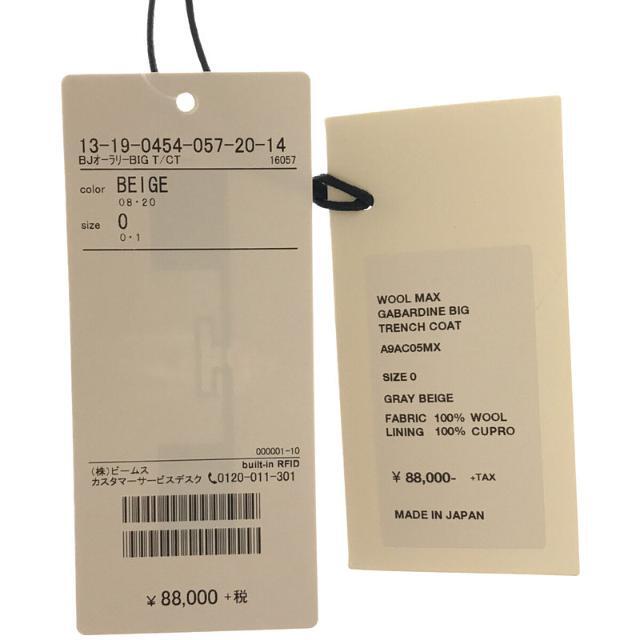 13-19-0454-057-20-14
BJオーラリーBIG T/CT 16057
color BEIGE
08・20
size 0
0・1
000001-10
built-in RFID
(株)ビームス
カスタマーサービスデスク 0120-011-301
¥ 88,000 +税
WOOL MAX
GABARDINE BIG
TRENCH COAT
A9AC05MX
SIZE 0
GRAY BEIGE
FABRIC 100% WOOL
LINING 100% CUPRO
¥ 88,000- +TAX
MADE IN JAPAN